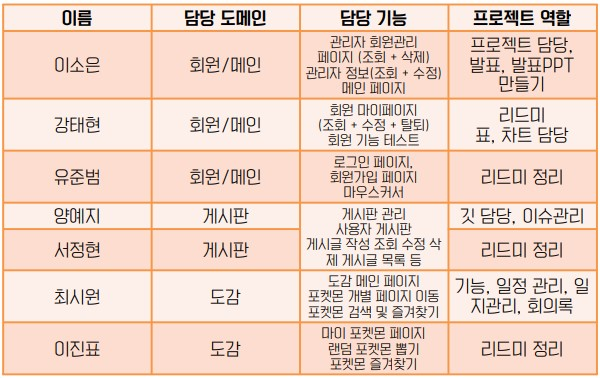 이름 담당 도메인 담당 기능 프로젝트 역할
이소은 회원/메인
관리자 회원관리
페이지 (조회 + 삭제)
관리자 정보(조회 + 수정)
메인 페이지
프로젝트 담당,
발표, 발표PPT
만들기
강태현 회원/메인
회원 마이페이지
(조회 + 수정 + 탈퇴)
회원 기능 테스트
리드미
표, 차트 담당
유준범 회원/메인
로그인 페이지,
회원가입 페이지
마우스커서
리드미 정리
양예지 게시판
게시판 관리
사용자 게시판
게시글 작성 조회 수정 삭
제 게시글 목록 등
깃 담당, 이슈관리
서정현 게시판
리드미 정리
최시원 도감
도감 메인 페이지
포켓몬 개별 페이지 이동
포켓몬 검색 및 즐겨찾기
기능, 일정 관리, 일
지관리, 회의록
이진표 도감
마이 포켓몬 페이지
랜덤 포켓몬 뽑기
포켓몬 즐겨찾기
리드미 정리